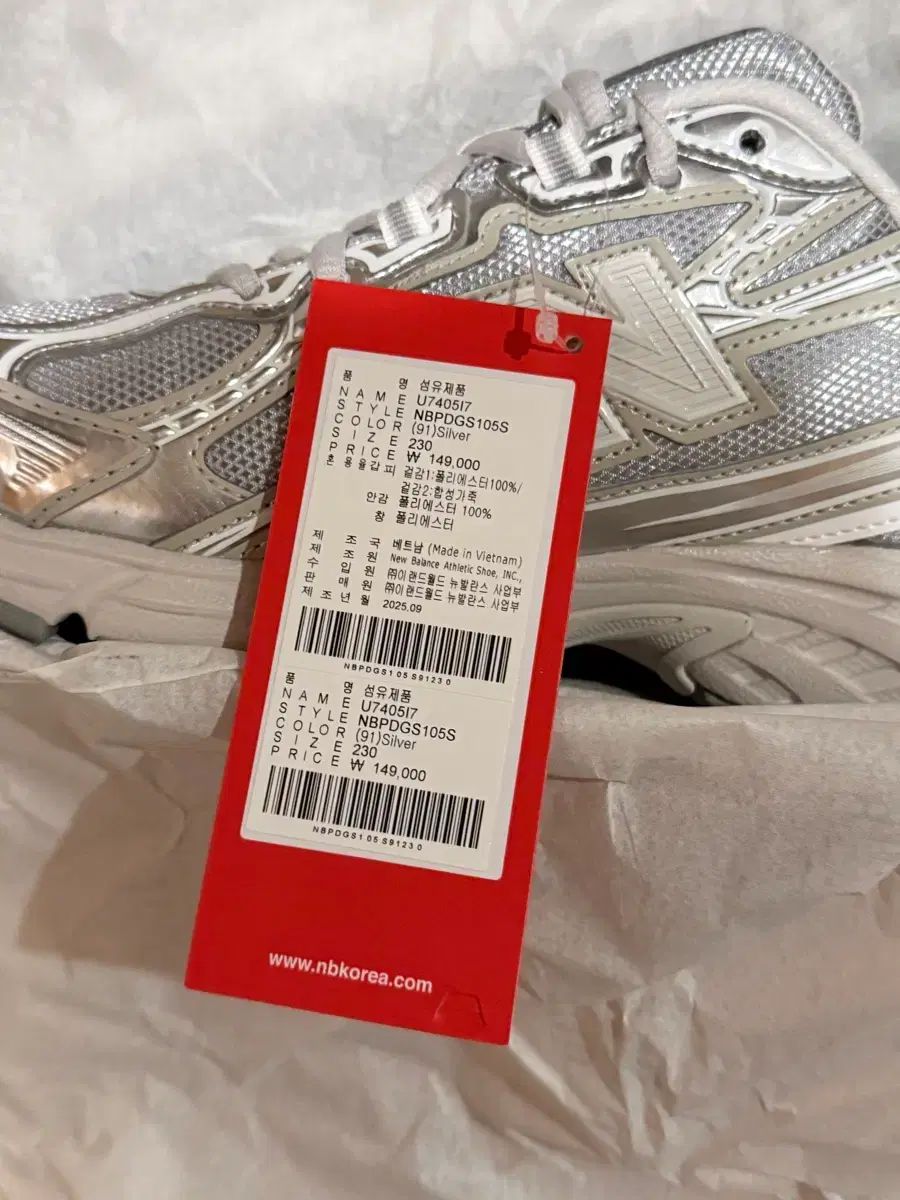 품 명 섬유제품
NAME U7405I7
STYLE NBPDGS105S
COLOR (91)Silver
SIZE 230
PRICE ₩ 149,000
혼용율갑피 겉감1:폴리에스터100%/
겉감2:합성가죽
안감 폴리에스터 100%
창 폴리에스터
제조국 베트남 (Made in Vietnam)
제조원 New Balance Athletic Shoe, INC.,
수입원 ㈜이랜드월드 뉴발란스 사업부
판매원 ㈜이랜드월드 뉴발란스 사업부
제조년월 2025.09
NBPDGS105S91230
품 명 섬유제품
NAME U7405I7
STYLE NBPDGS105S
COLOR (91)Silver
SIZE 230
PRICE ₩ 149,000
NBPDGS105S91230
www.nbkorea.com
N